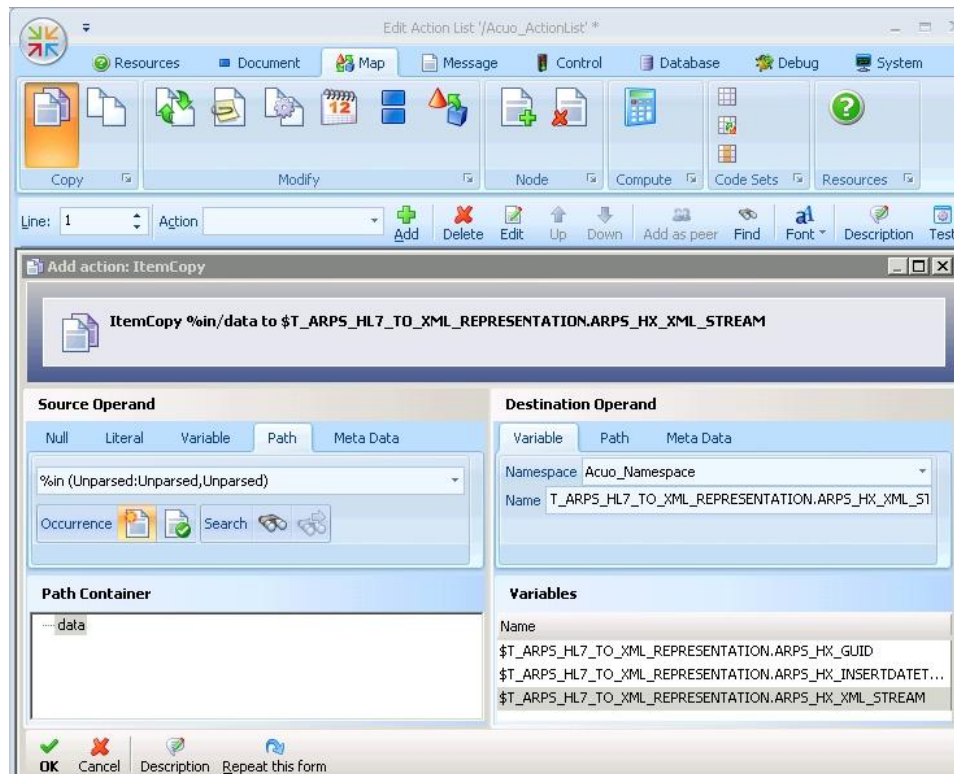 Edit Action List '/Acuo_ActionList' *
Resources Document Map Message Control Database Debug System
12
Copy Modify Node Compute Code Sets Resources
Line: 1 Action Add Delete Edit Up Down Add as peer Find Font Description Test
Add action: ItemCopy
ItemCopy %in/data to $T_ARPS_HL7_TO_XML_REPRESENTATION.ARPS_HX_XML_STREAM
Source Operand Destination Operand
Null Literal Variable Path Meta Data Variable Path Meta Data
%in (Unparsed:Unparsed,Unparsed) Namespace Acuo_Namespace
Name T_ARPS_HL7_TO_XML_REPRESENTATION.ARPS_HX_XML_ST
Occurrence Search
Path Container Variables
data Name
$T_ARPS_HL7_TO_XML_REPRESENTATION.ARPS_HX_GUID
$T_ARPS_HL7_TO_XML_REPRESENTATION.ARPS_HX_INSERTDATET...
$T_ARPS_HL7_TO_XML_REPRESENTATION.ARPS_HX_XML_STREAM
OK Cancel Description Repeat this form